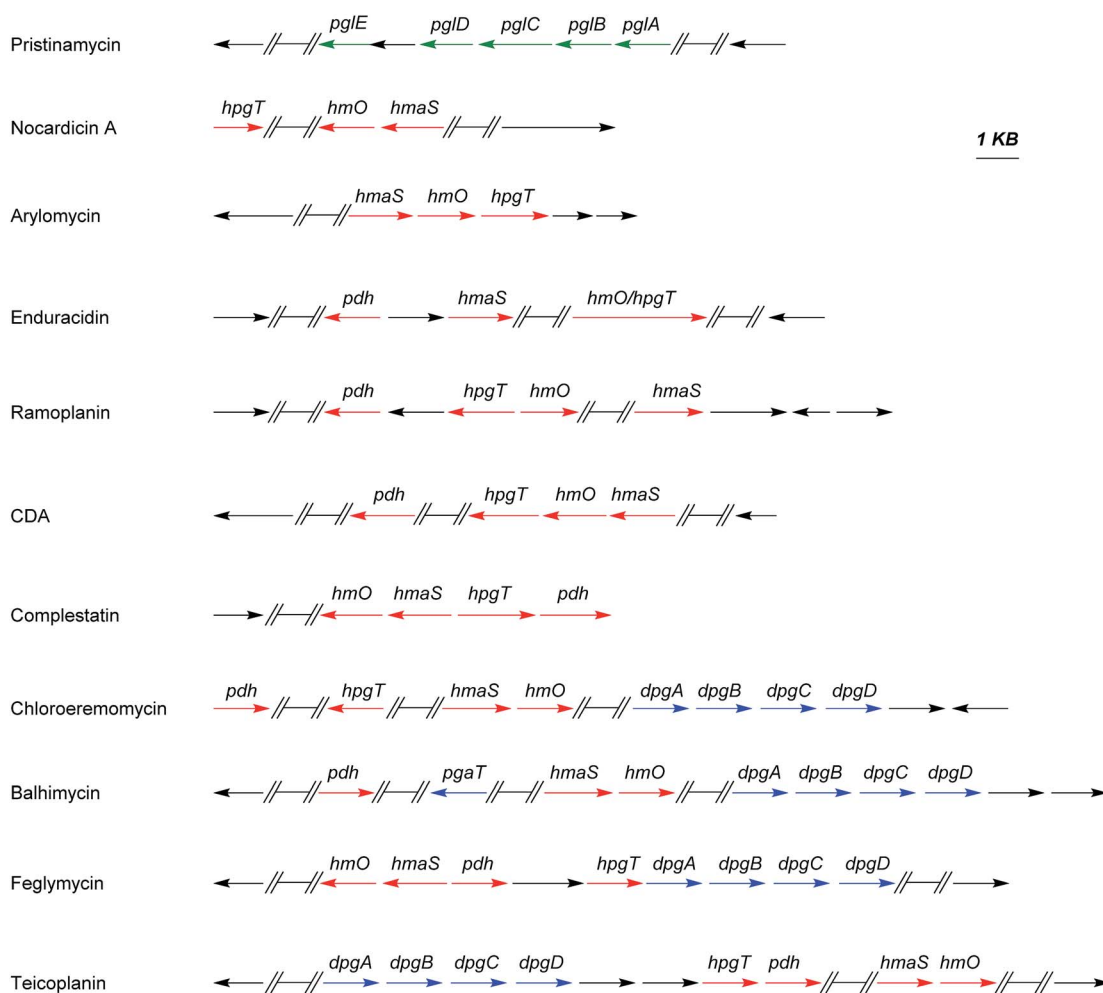 pglE pglD pglC pglB pglA
Pristinamycin
hpgT hmO hmaS
Nocardicin A
1 KB
hmaS hmO hpgT
Arylomycin
pdh hmaS hmO/hpgT
Enduracidin
pdh hpgT hmO hmaS
Ramoplanin
pdh hpgT hmO hmaS
CDA
hmO hmaS hpgT pdh
Complestatin
pdh hpgT hmaS hmO dpgA dpgB dpgC dpgD
Chloroeremomycin
pdh pgaT hmaS hmO dpgA dpgB dpgC dpgD
Balhimycin
hmO hmaS pdh hpgT dpgA dpgB dpgC dpgD
Feglymycin
dpgA dpgB dpgC dpgD hpgT pdh hmaS hmO
Teicoplanin